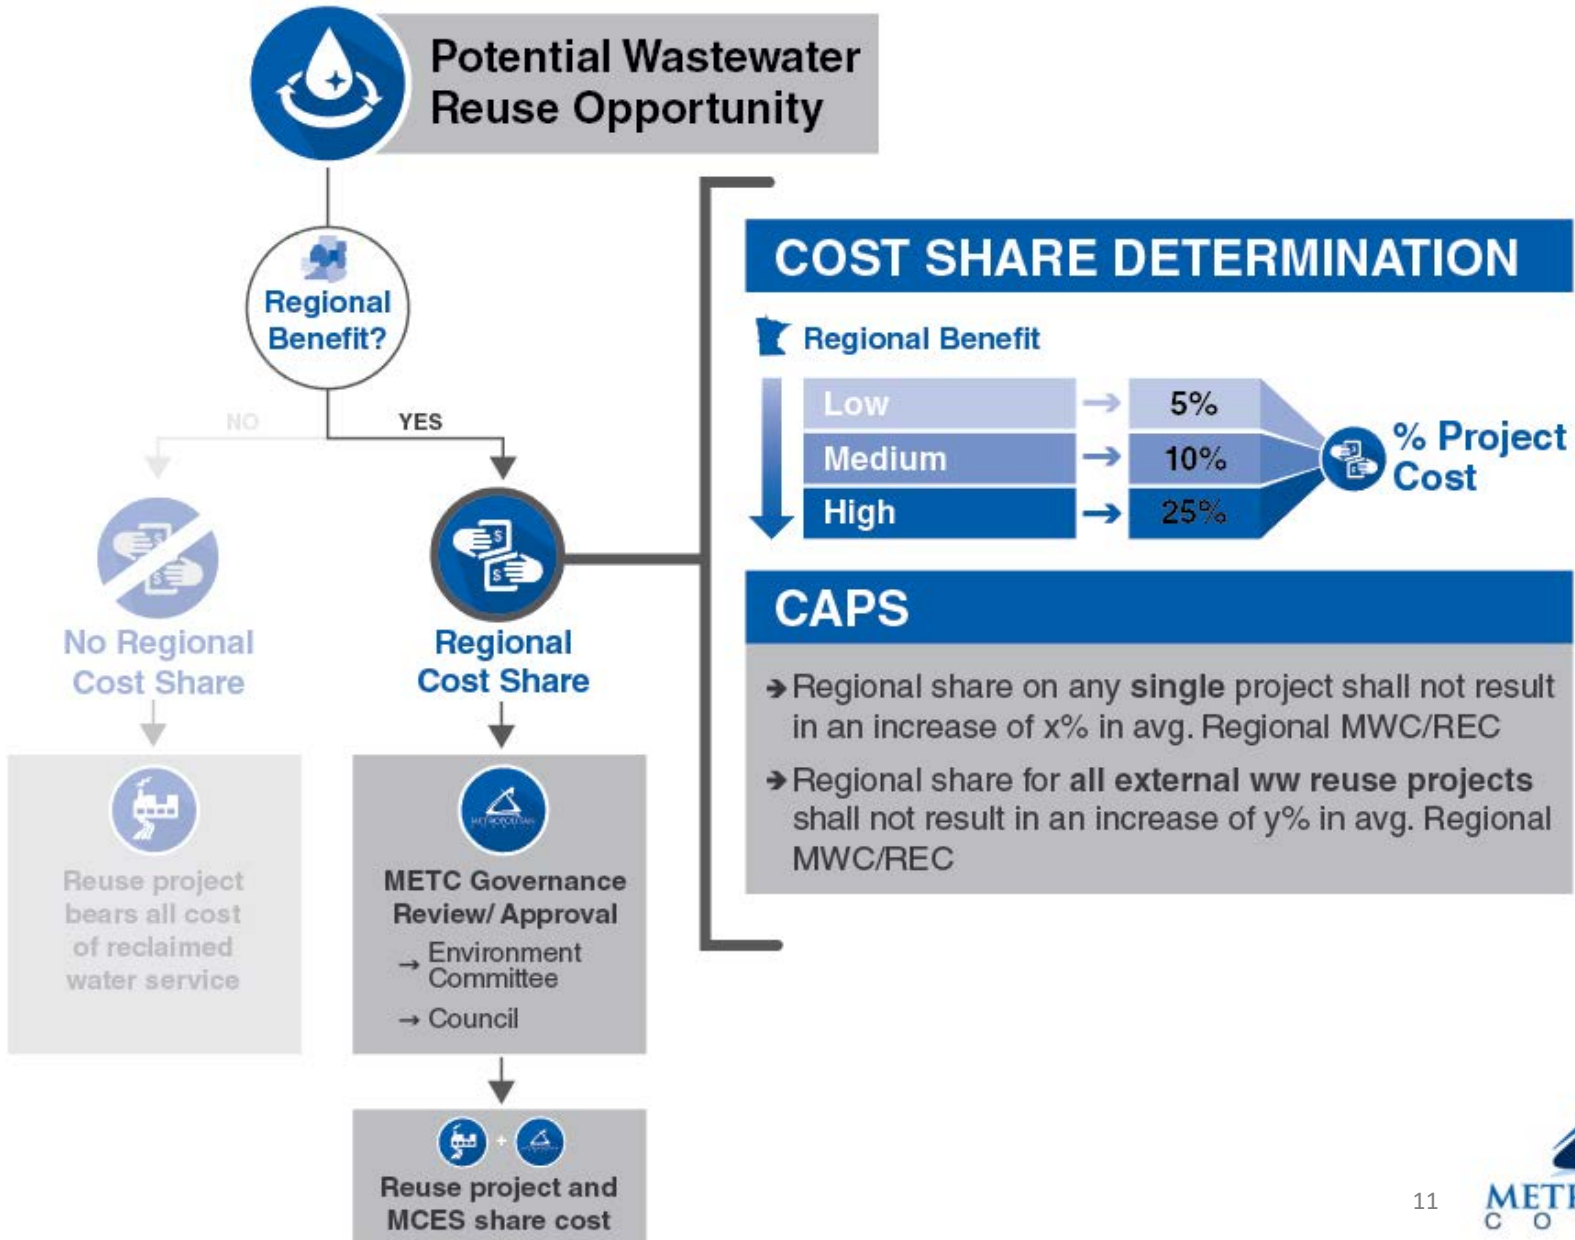 Potential Wastewater
Reuse Opportunity
Regional
Benefit?
NO
YES
No Regional
Cost Share
Regional
Cost Share
Reuse project
bears all cost
of reclaimed
water service
METROPOLITAN
METC Governance
Review/ Approval
→ Environment
Committee
→ Council
+
Reuse project and
MCES share cost
COST SHARE DETERMINATION
Regional Benefit
Low → 5%
Medium → 10%
High → 25%
% Project
Cost
CAPS
➔ Regional share on any single project shall not result
in an increase of x% in avg. Regional MWC/REC
➔ Regional share for all external ww reuse projects
shall not result in an increase of y% in avg. Regional
MWC/REC
11